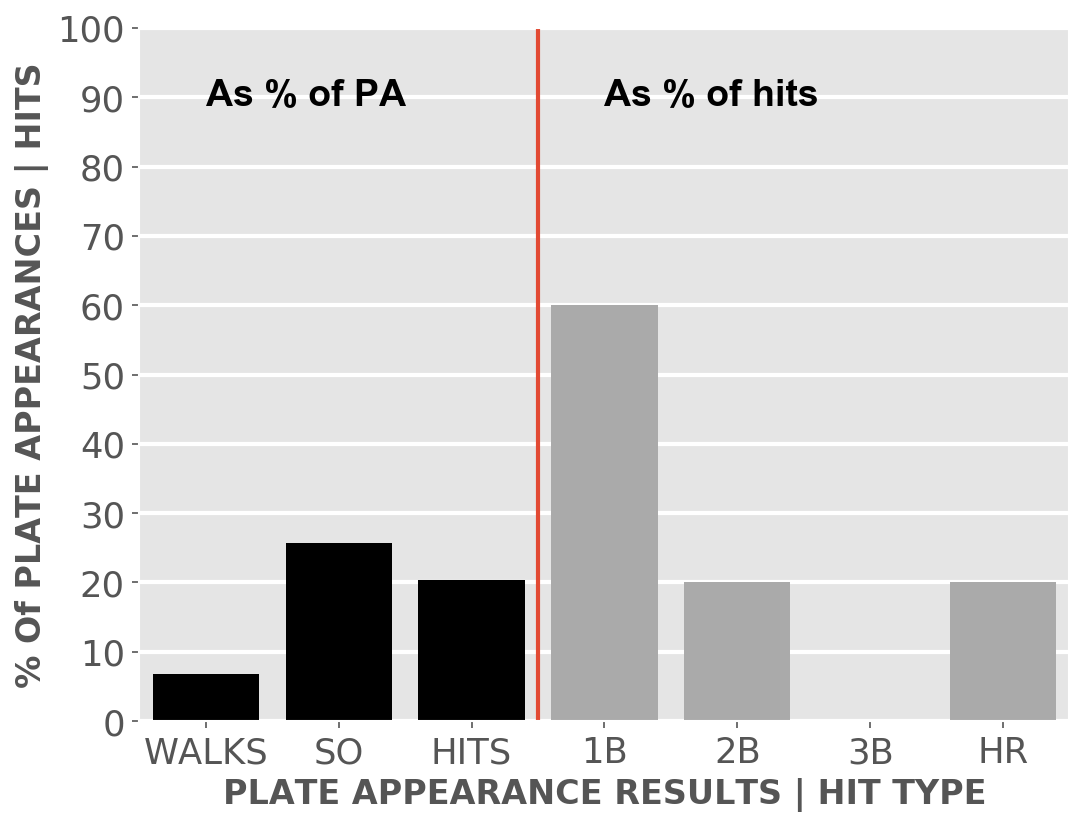 As % of PA
As % of hits
% Of PLATE APPEARANCES | HITS
100
90
80
70
60
50
40
30
20
10
0
WALKS SO HITS 1B 2B 3B HR
PLATE APPEARANCE RESULTS | HIT TYPE